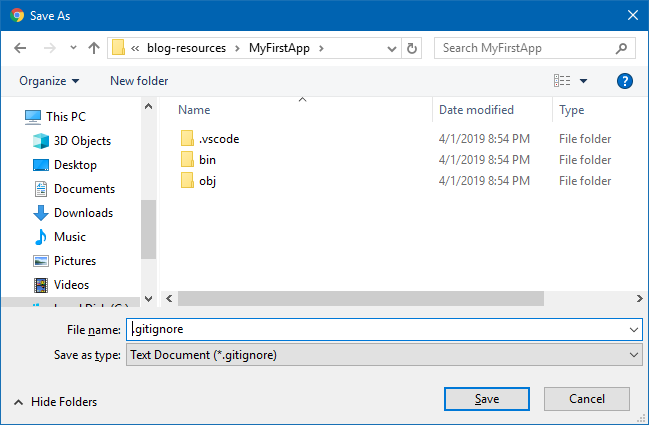 Save As
« blog-resources > MyFirstApp >
Search MyFirstApp
Organize
New folder
?
Name
Date modified
Type
This PC
3D Objects
Desktop
Documents
Downloads
Music
Pictures
Videos
.vscode 4/1/2019 8:54 PM File folder
bin 4/1/2019 8:54 PM File folder
obj 4/1/2019 8:54 PM File folder
File name: .gitignore
Save as type: Text Document (*.gitignore)
Hide Folders
Save
Cancel